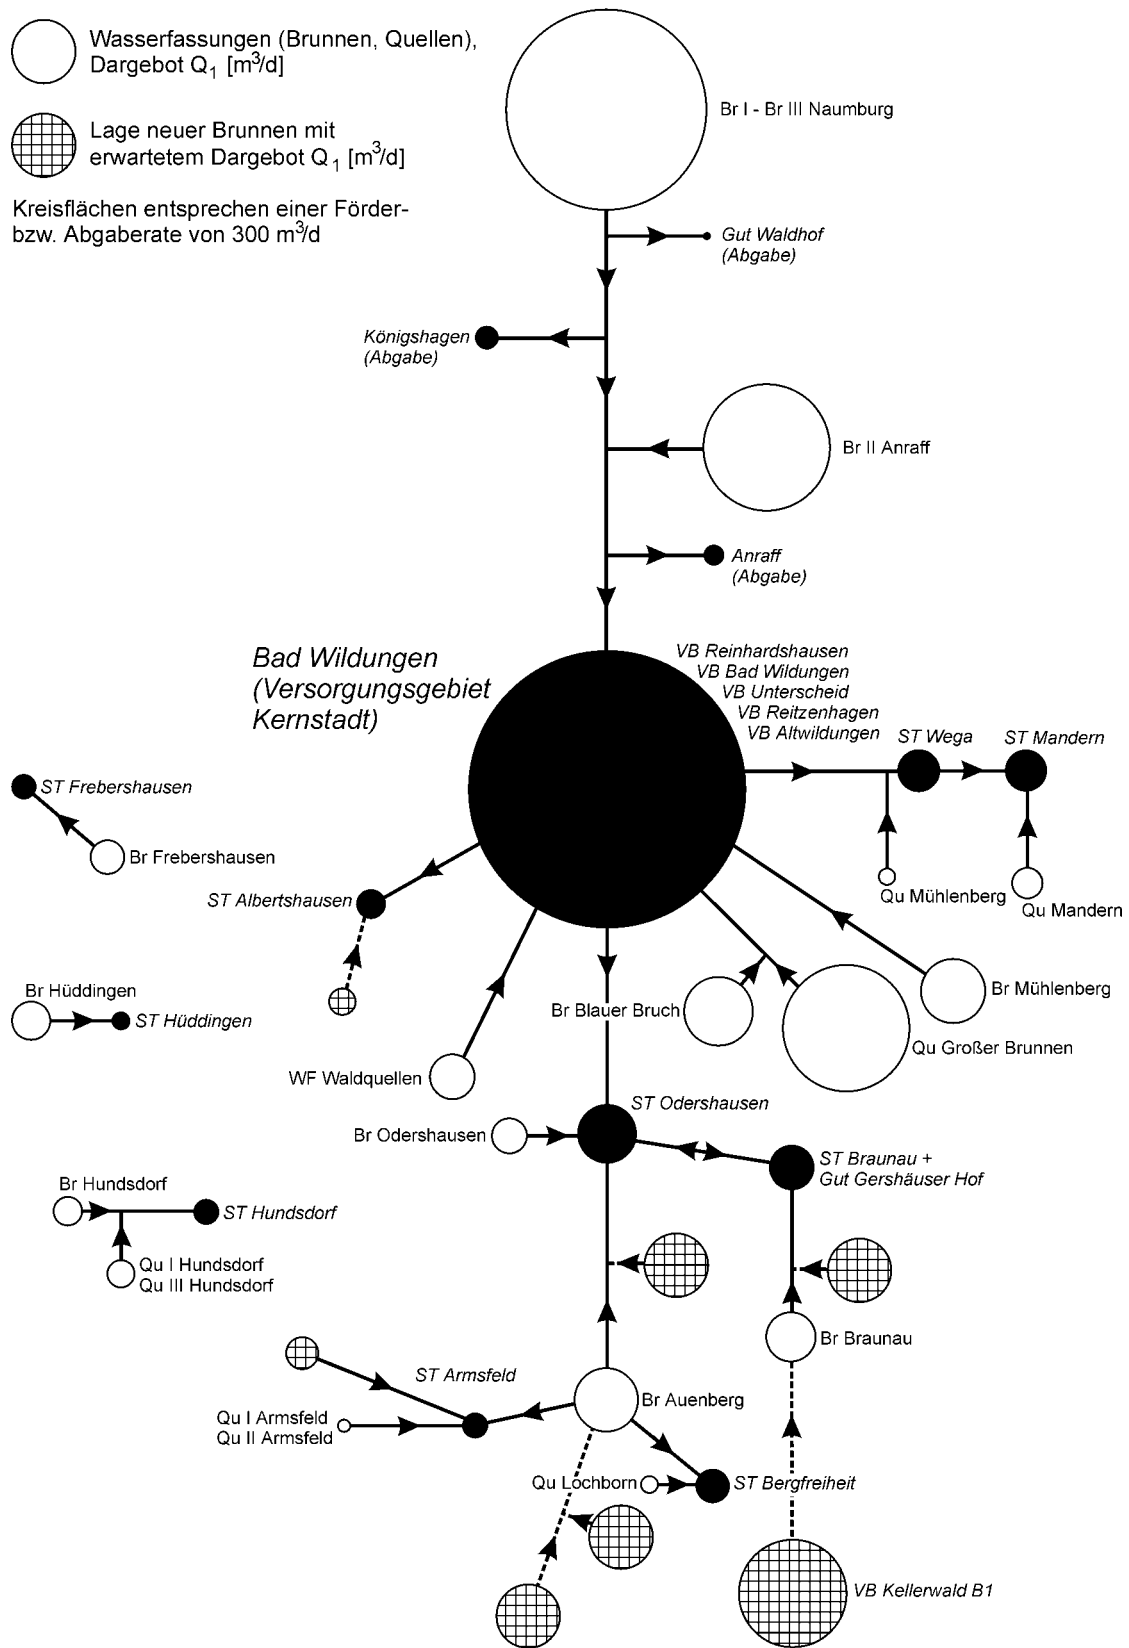 Wasserfassungen (Brunnen, Quellen),
Dargebot Q1 [m³/d]
Lage neuer Brunnen mit
erwartetem Dargebot Q1 [m³/d]
Kreisflächen entsprechen einer Förder-
bzw. Abgaberate von 300 m³/d
Br I - Br III Naumburg
Gut Waldhof
(Abgabe)
Königshagen
(Abgabe)
Br II Anraff
Anraff
(Abgabe)
Bad Wildungen
(Versorgungsgebiet
Kernstadt)
VB Reinhardshausen
VB Bad Wildungen
VB Unterscheid
VB Reitzenhagen
VB Altwildungen
ST Wega
ST Mandern
ST Frebershausen
Br Frebershausen
ST Albertshausen
Qu Mühlenberg
Qu Mandern
Br Hüddingen
ST Hüddingen
Br Blauer Bruch
Br Mühlenberg
Qu Großer Brunnen
WF Waldquellen
ST Odershausen
Br Odershausen
ST Braunau +
Gut Gershäuser Hof
Br Hundsdorf
ST Hundsdorf
Qu I Hundsdorf
Qu III Hundsdorf
Br Braunau
ST Armsfeld
Br Auenberg
Qu I Armsfeld
Qu II Armsfeld
Qu Lochborn
ST Bergfreiheit
VB Kellerwald B1